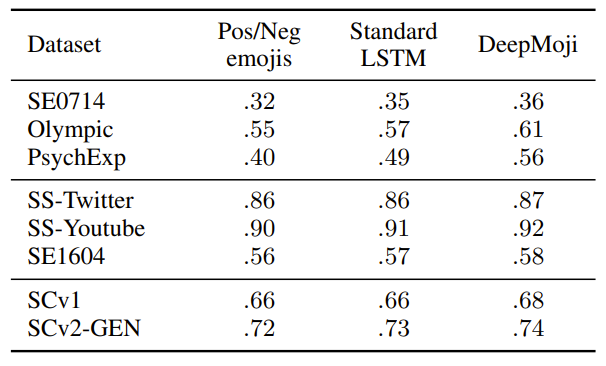 Dataset Pos/Neg emojis Standard LSTM DeepMoji
SE0714 .32 .35 .36
Olympic .55 .57 .61
PsychExp .40 .49 .56
SS-Twitter .86 .86 .87
SS-Youtube .90 .91 .92
SE1604 .56 .57 .58
SCv1 .66 .66 .68
SCv2-GEN .72 .73 .74